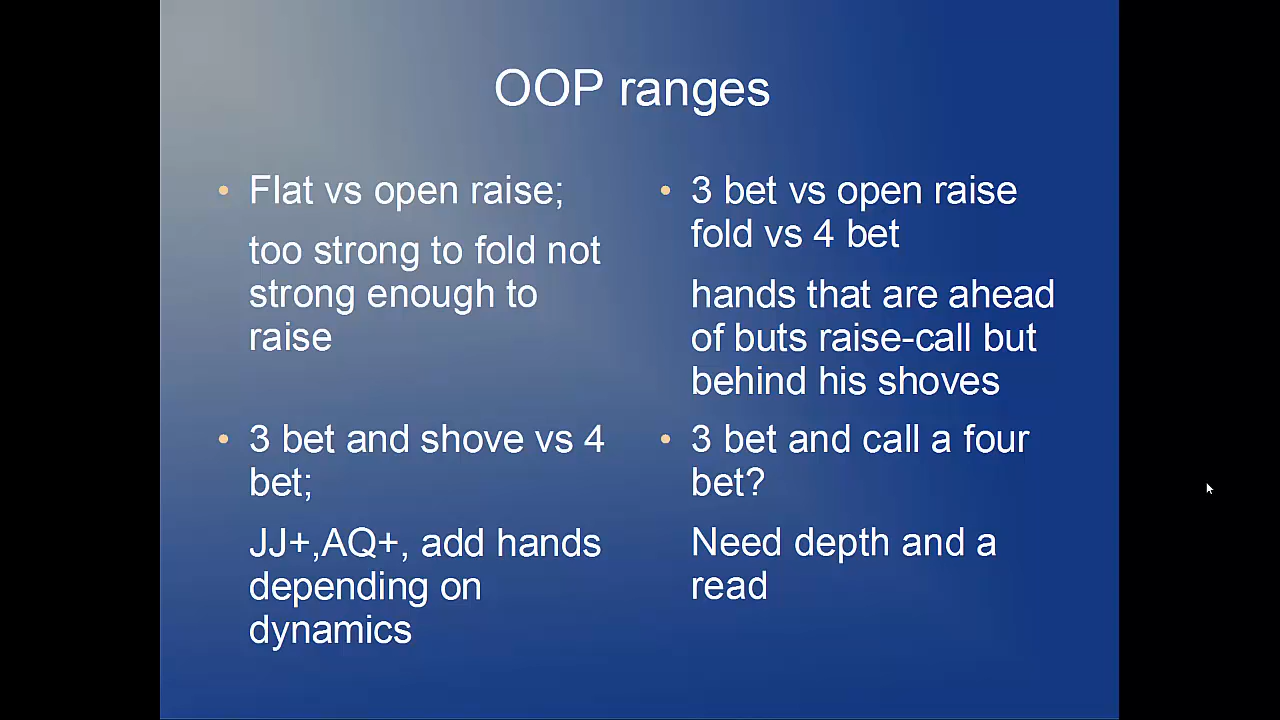 OOP ranges
Flat vs open raise;
too strong to fold not
strong enough to
raise
3 bet and shove vs 4
bet;
JJ+,AQ+, add hands
depending on
dynamics
3 bet vs open raise
fold vs 4 bet
hands that are ahead
of buts raise-call but
behind his shoves
3 bet and call a four
bet?
Need depth and a
read